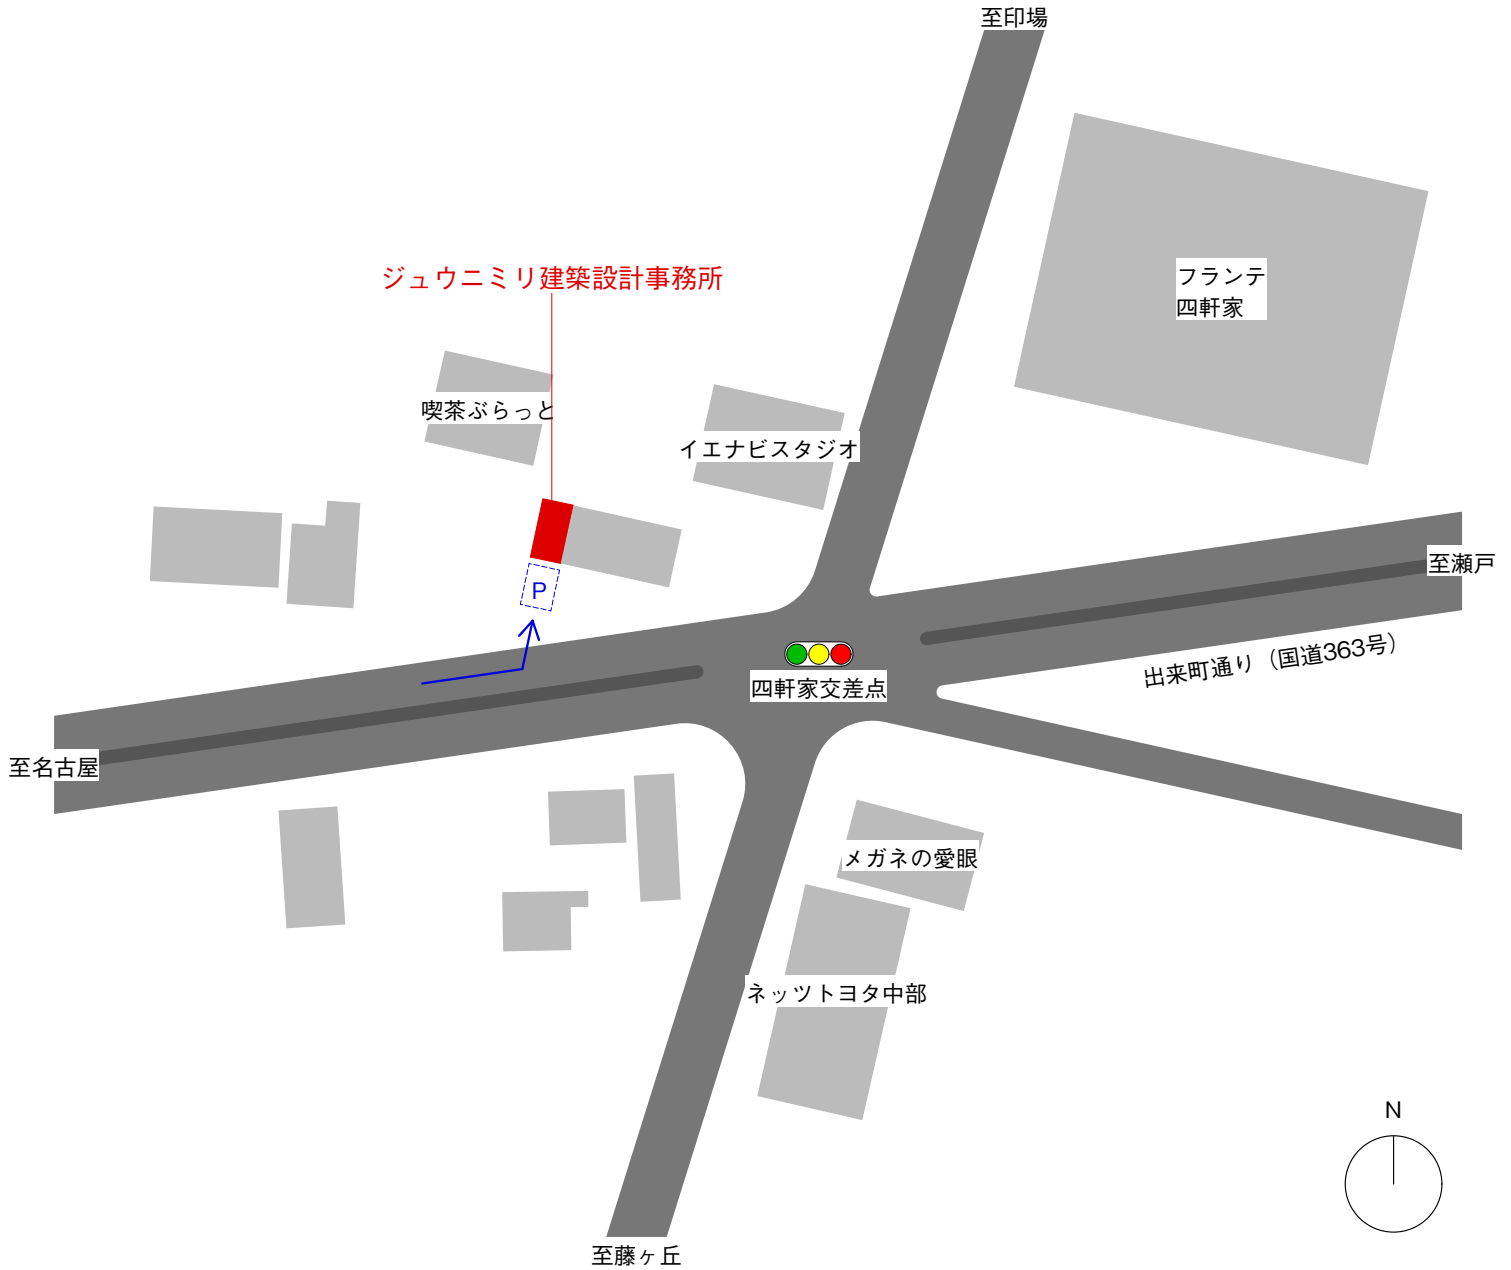 至印場
フランテ
四軒家
ジュウニミリ建築設計事務所
喫茶ぶらっと
イエナビスタジオ
P
至瀬戸
四軒家交差点
出来町通り（国道363号）
至名古屋
メガネの愛眼
ネッツトヨタ中部
N
至藤ヶ丘